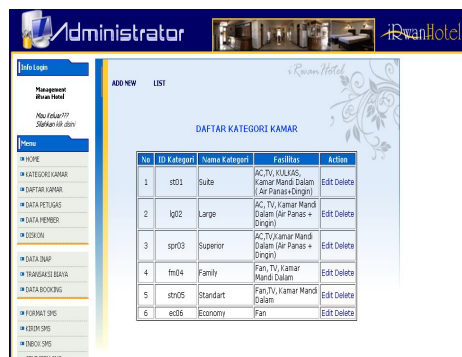 Administrator
iRwanHotel
Info Login
Management
iRwan Hotel
Mau Keluar???
Silahkan klik disini
Menu
HOME
KATEGORI KAMAR
DAFTAR KAMAR
DATA PETUGAS
DATA MEMBER
DISKON
DATA INAP
TRANSAKSI BIAYA
DATA BOOKING
FORMAT SMS
KIRIM SMS
INBOX SMS
iRwan Hotel
ADD NEW LIST
DAFTAR KATEGORI KAMAR
No ID Kategori Nama Kategori Fasilitas Action
1 st01 Suite AC,TV, KULKAS, Kamar Mandi Dalam ( Air Panas+Dingin) Edit Delete
2 lg02 Large AC, TV, Kamar Mandi Dalam (Air Panas + Dingin) Edit Delete
3 spr03 Superior AC,TV,Kamar Mandi Dalam (Air Panas + Dingin) Edit Delete
4 fm04 Family Fan, TV, Kamar Mandi Dalam Edit Delete
5 stn05 Standart Fan,TV, Kamar Mandi Dalam Edit Delete
6 ec06 Economy Fan Edit Delete